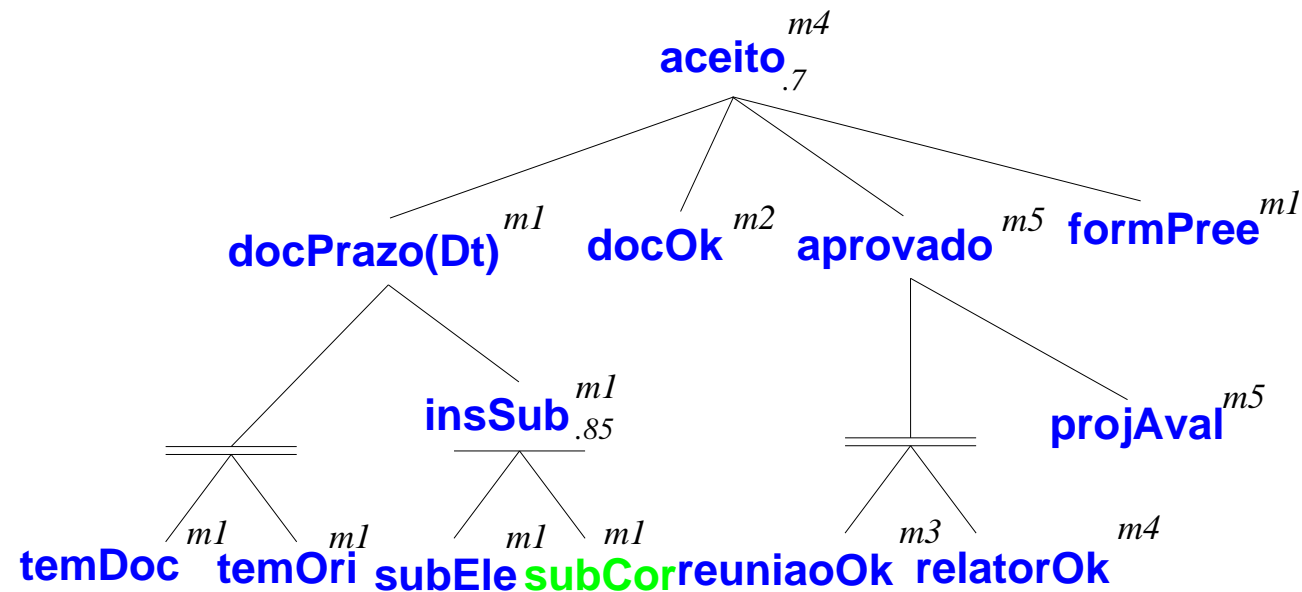 aceito m4 .7
docPrazo(Dt) m1 docOk m2 aprovado m5 formPree m1
insSub m1 .85 projAval m5
temDoc m1 temOri m1 subEle m1 subCor m1 reuniaoOk m3 relatorOk m4